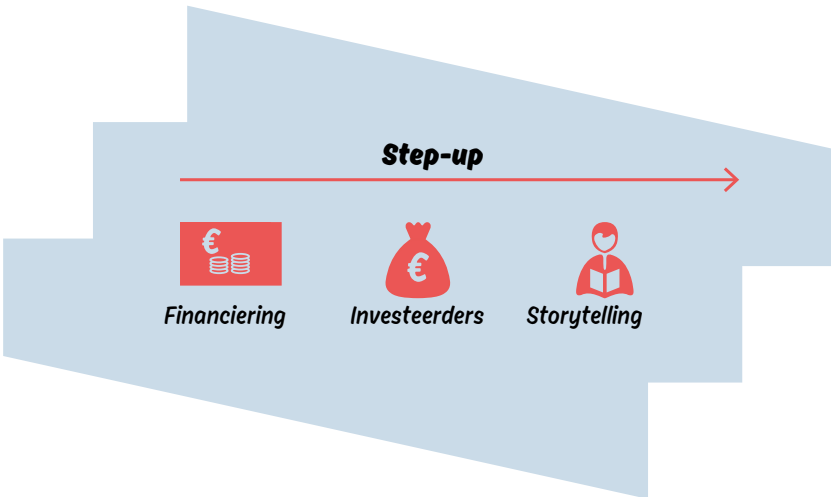 Step-up
€
€
Financiering
Investeerders
Storytelling